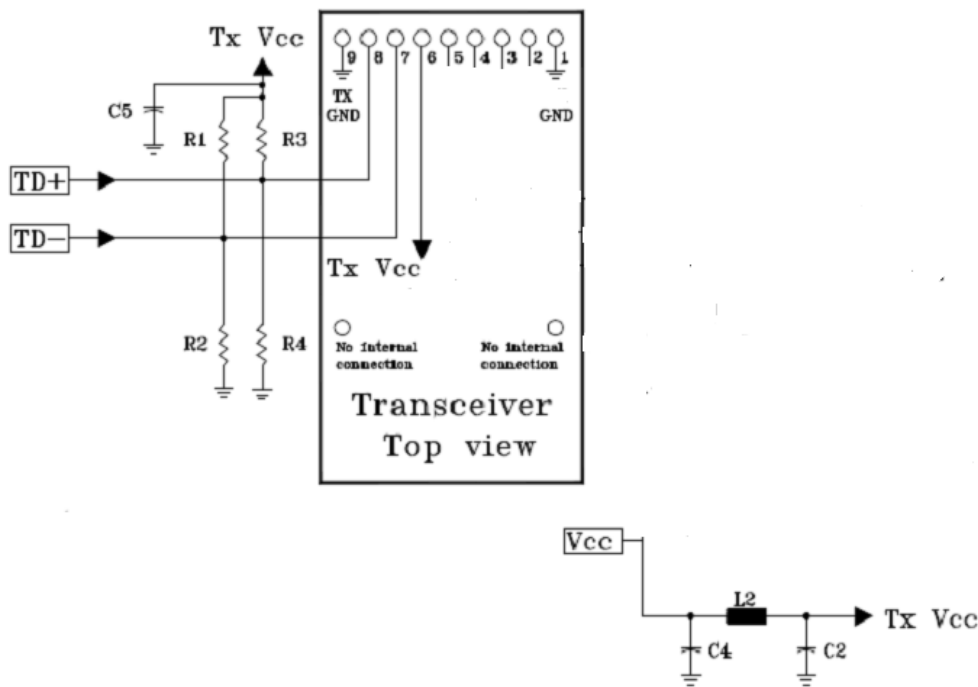 Tx Vcc
9 8 7 6 5 4 3 2 1
TX
GND
GND
C5
R1
R3
TD+
TD−
Tx Vcc
R2
R4
No internal
connection
No internal
connection
Transceiver
Top view
Vcc
L2
Tx Vcc
C4
C2